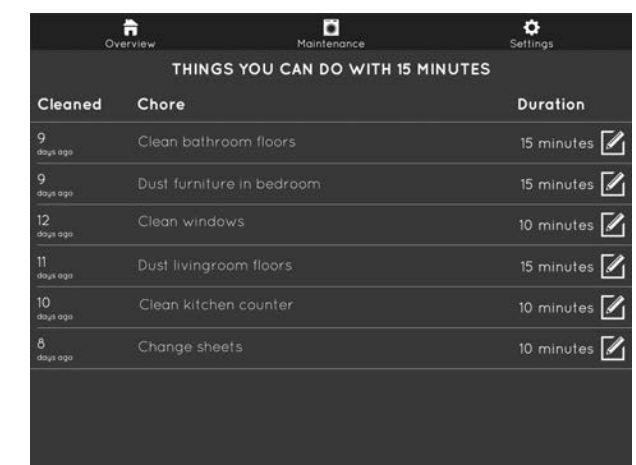 Overview Maintenance Settings
THINGS YOU CAN DO WITH 15 MINUTES
Cleaned Chore Duration
9 Clean bathroom floors 15 minutes
days ago
9 Dust furniture in bedroom 15 minutes
days ago
12 Clean windows 10 minutes
days ago
11 Dust livingroom floors 15 minutes
days ago
10 Clean kitchen counter 10 minutes
days ago
8 Change sheets 10 minutes
days ago